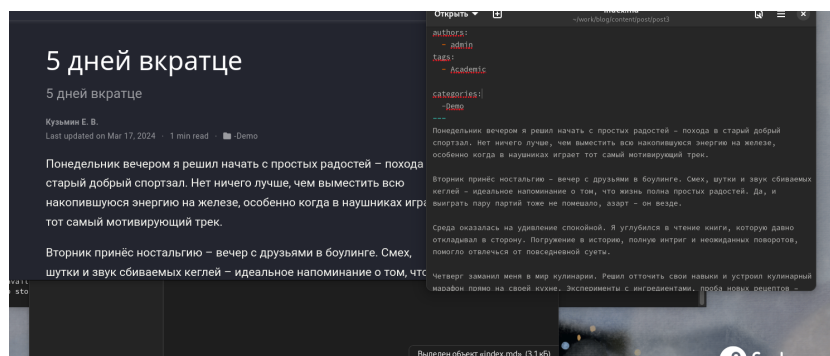 Открыть
~/work/blog/content/post/post3
5 дней вкратце
5 дней вкратце
Кузьмин Е. В.
Last updated on Mar 17, 2024 · 1 min read · -Demo
Понедельник вечером я решил начать с простых радостей – похода
старый добрый спортзал. Нет ничего лучше, чем выместить всю
накопившуюся энергию на железе, особенно когда в наушниках игра
тот самый мотивирующий трек.
Вторник принёс ностальгию – вечер с друзьями в боулинге. Смех,
шутки и звук сбиваемых кеглей – идеальное напоминание о том, что
authors:
- admin
tags:
- Academic
categories:
-Demo
---
Понедельник вечером я решил начать с простых радостей – похода в старый добрый
спортзал. Нет ничего лучше, чем выместить всю накопившуюся энергию на железе,
особенно когда в наушниках играет тот самый мотивирующий трек.
Вторник принёс ностальгию – вечер с друзьями в боулинге. Смех, шутки и звук сбиваемых
кеглей – идеальное напоминание о том, что жизнь полна простых радостей. Да, и
выиграть пару партий тоже не помешало, азарт – он везде.
Среда оказалась на удивление спокойной. Я углубился в чтение книги, которую давно
откладывал в сторону. Погружение в историю, полную интриг и неожиданных поворотов,
помогло отвлечься от повседневной суеты.
Четверг заманил меня в мир кулинарии. Решил отточить свои навыки и устроил кулинарный
марафон прямо на своей кухне. Эксперименты с ингредиентами, проба новых рецептов –
sto
Выделен объект «index.md» (3,1 кБ)